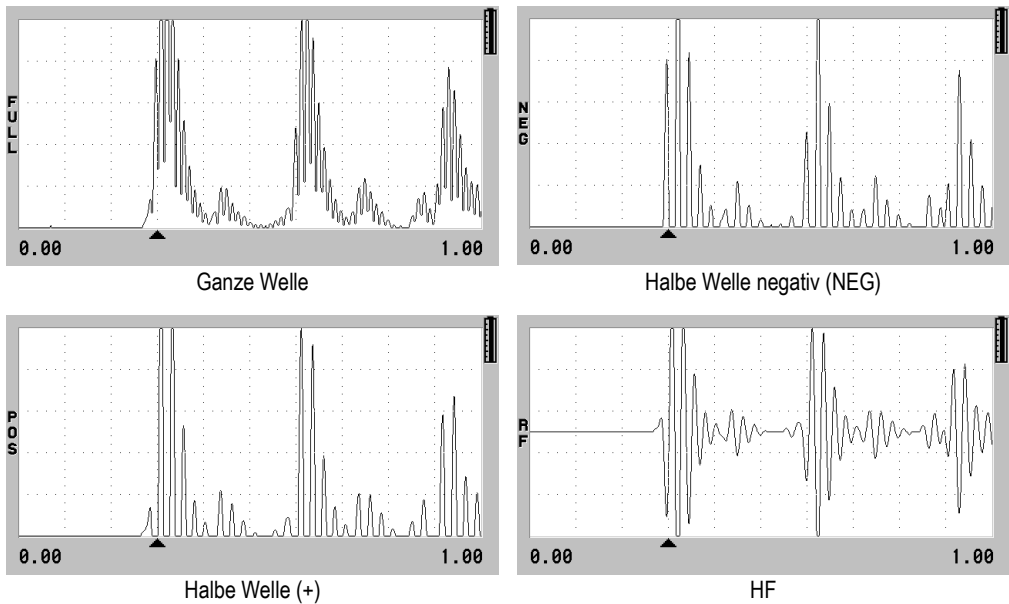 FULL
0.00 1.00
Ganze Welle
NEG
0.00 1.00
Halbe Welle negativ (NEG)
POS
0.00 1.00
Halbe Welle (+)
RF
0.00 1.00
HF